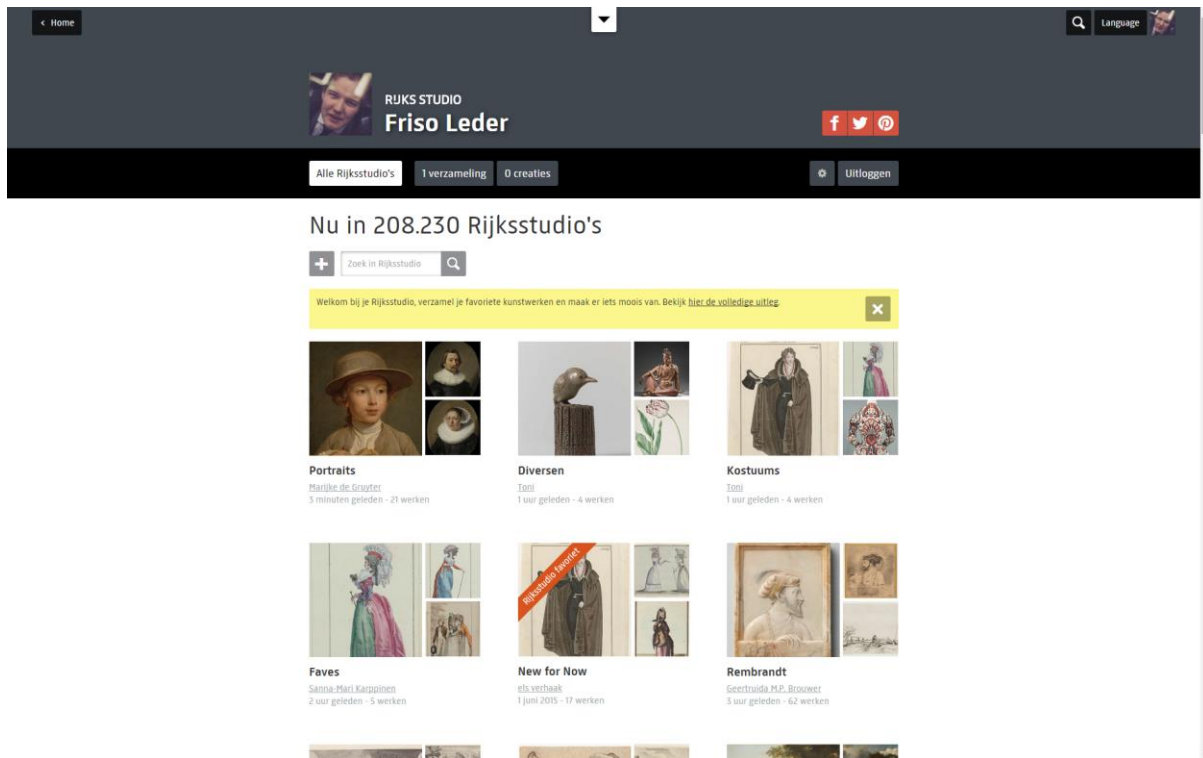 < Home
Language
RIJKS STUDIO
Friso Leder
Alle Rijksstudio's
1 verzameling
0 creaties
Uitloggen
Nu in 208.230 Rijksstudio's
Zoek in Rijksstudio
Welkom bij je Rijksstudio, verzamel je favoriete kunstwerken en maak er iets moois van. Bekijk hier de volledige uitleg.
Portraits
Marijke de Gruyter
3 minuten geleden - 21 werken
Diversen
Toni
1 uur geleden - 4 werken
Kostuums
Toni
1 uur geleden - 4 werken
Rijksstudio favoriet
Faves
Sanna-Mari Karppinen
2 uur geleden - 5 werken
New for Now
els verhaak
1 juni 2015 - 17 werken
Rembrandt
Geertruida M.P. Brouwer
3 uur geleden - 62 werken